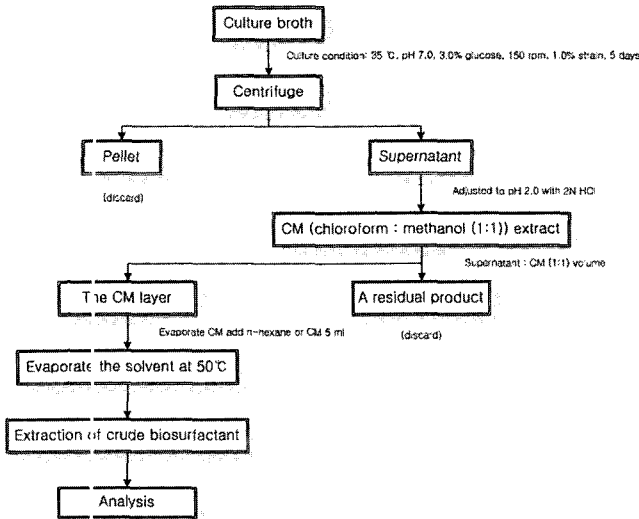 Culture broth
Culture condition: 35 ℃, pH 7.0, 3.0% glucose, 150 rpm, 1.0% strain, 5 days
Centrifuge
Pellet
Supernatant
(discard)
Adjusted to pH 2.0 with 2N HCl
CM (chloroform : methanol (1:1)) extract
Supernatant : CM (1:1) volume
The CM layer
A residual product
Evaporate CM add n-hexane or CM 5 ml
(discard)
Evaporate the solvent at 50℃
Extraction of crude biosurfactant
Analysis